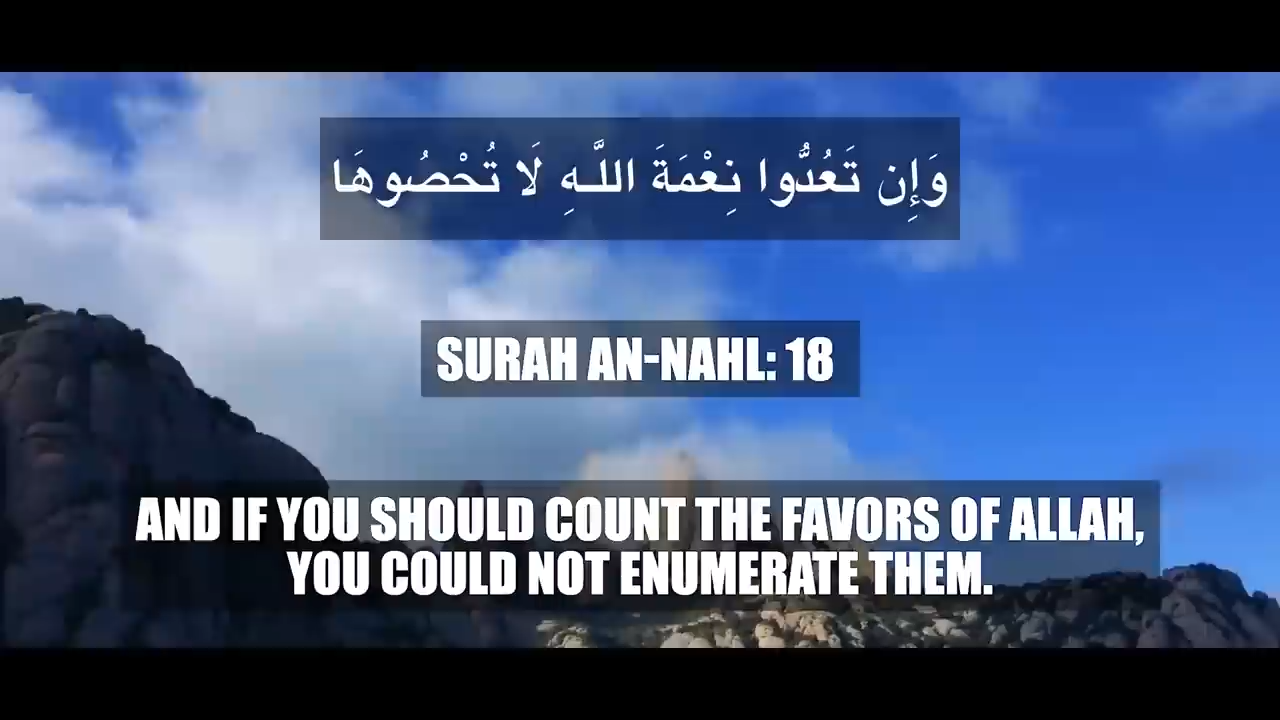 وَإِن تَعُدُّوا نِعْمَةَ اللَّهِ لَا تُحْصُوهَا
SURAH AN-NAHL: 18
AND IF YOU SHOULD COUNT THE FAVORS OF ALLAH,
YOU COULD NOT ENUMERATE THEM.